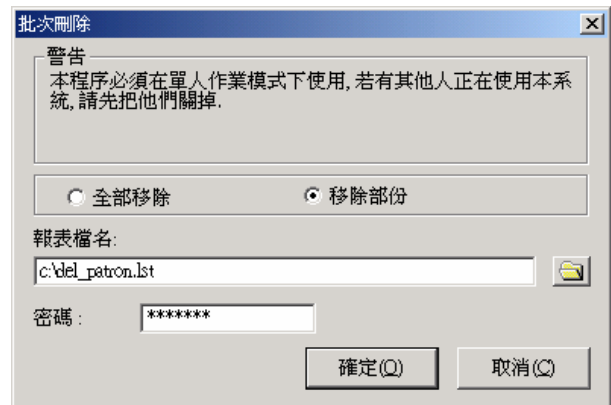 批次刪除
警告
本程序必須在單人作業模式下使用,若有其他人正在使用本系
統,請先把他們關掉.
全部移除 移除部份
報表檔名:
c:\del_patron.lst
密碼: *******
確定(O) 取消(C)